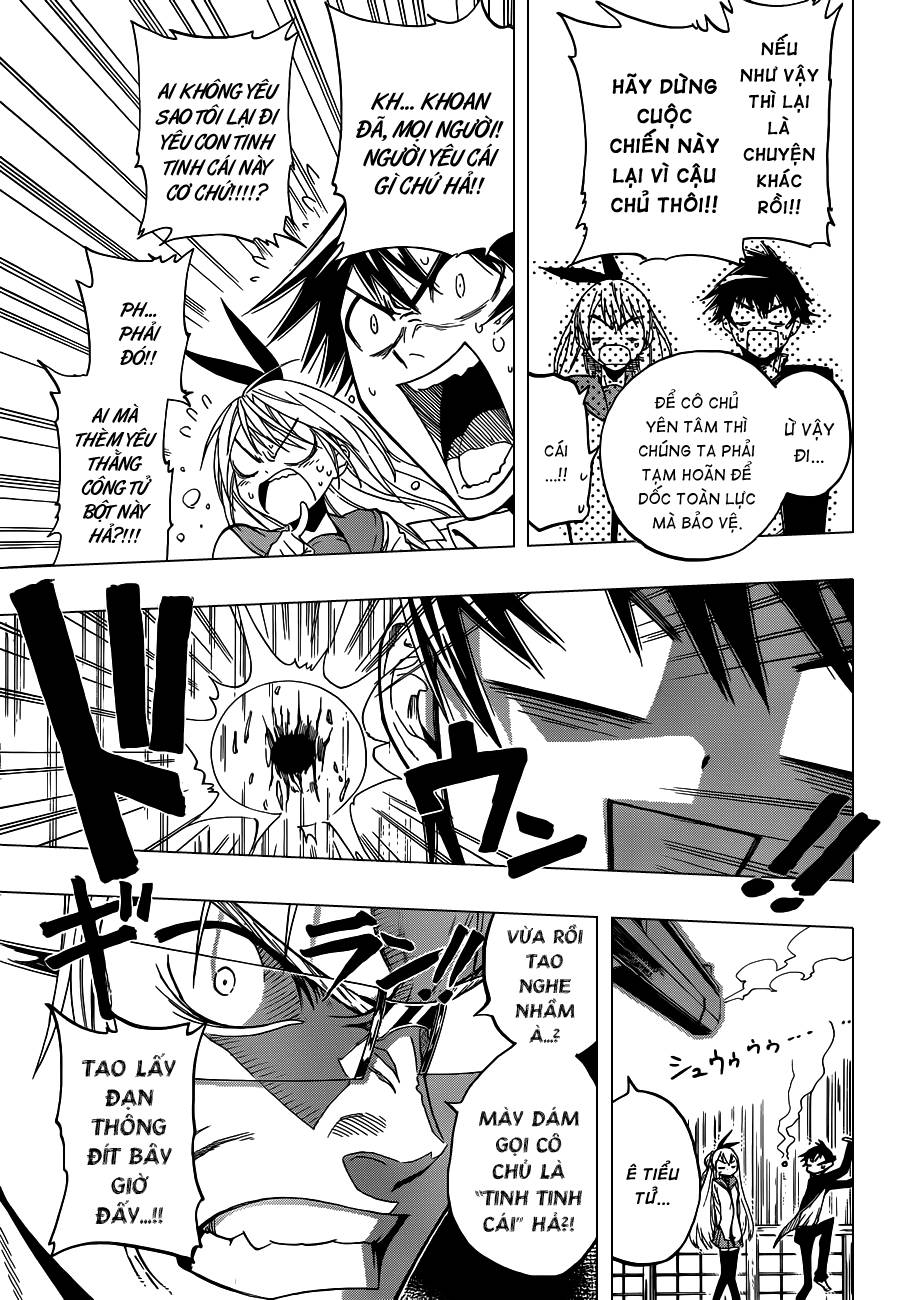 NẾU
NHƯ VẬY
THÌ LẠI
LÀ
CHUYỆN
KHÁC
RỒI!!
HÃY DỪNG
CUỘC
CHIẾN NÀY
LẠI VÌ CẬU
CHỦ THÔI!!
Ừ VẬY
ĐI...
ĐỂ CÔ CHỦ
YÊN TÂM THÌ
CHÚNG TA PHẢI
TẠM HOÃN ĐỂ
DỐC TOÀN LỰC
MÀ BẢO VỆ.
CÁI
....!!
KH... KHOAN
ĐÃ, MỌI NGƯỜI!
NGƯỜI YÊU CÁI
GÌ CHỨ HẢ!!
AI KHÔNG YÊU
SAO TÔI LẠI ĐI
YÊU CON TINH
TINH CÁI NÀY
CƠ CHỨ!!!!?
PH...
PHẢI
ĐÓ!!
AI MÀ
THÈM YÊU
THẰNG
CÔNG TỬ
BỘT NÀY
HẢ?!!!
ドウン!!
シュウゥゥゥ…
Ê TIỂU
TỬ...
VỪA RỒI
TAO
NGHE
NHẦM
À...?
MÀY DÁM
GỌI CÔ
CHỦ LÀ
“TINH TINH
CÁI” HẢ?!
ギラ
TAO LẤY
ĐẠN
THÔNG
ĐÍT BÂY
GIỜ
ĐẤY...!!